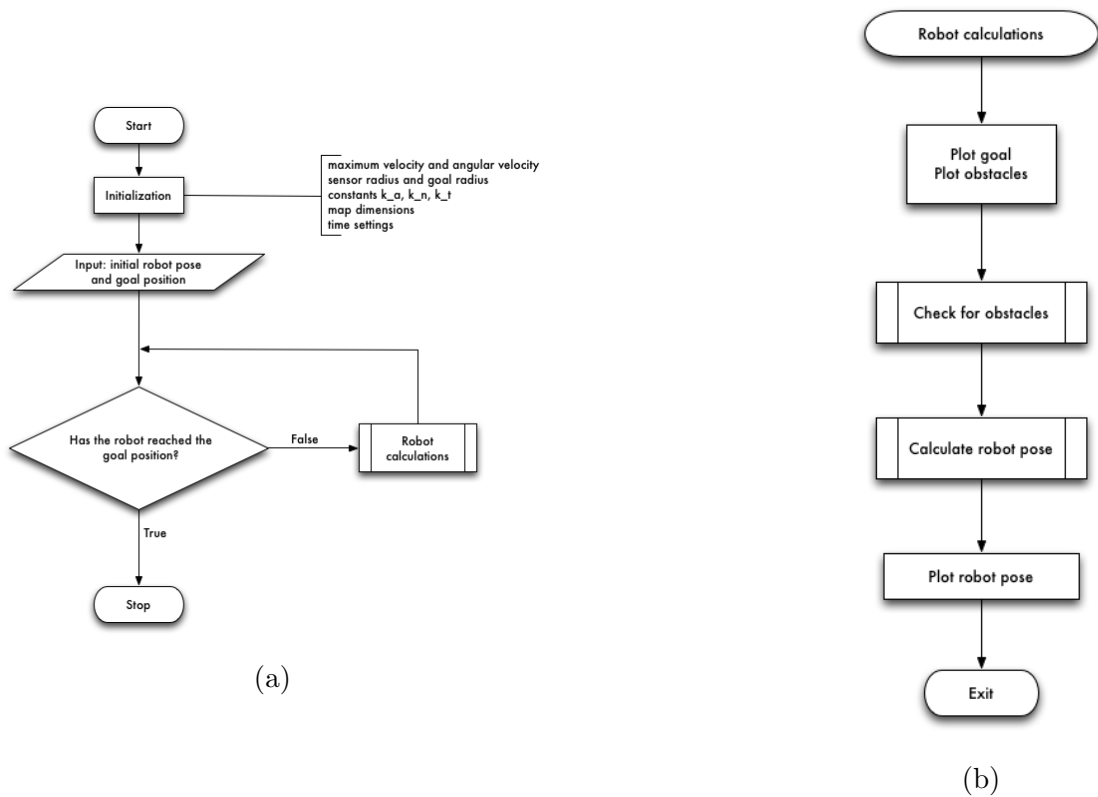 Start
Initialization
maximum velocity and angular velocity
sensor radius and goal radius
constants k_a, k_n, k_t
map dimensions
time settings
Input: initial robot pose
and goal position
Has the robot reached the
goal position?
False
Robot
calculations
True
Stop
(a)
Robot calculations
Plot goal
Plot obstacles
Check for obstacles
Calculate robot pose
Plot robot pose
Exit
(b)